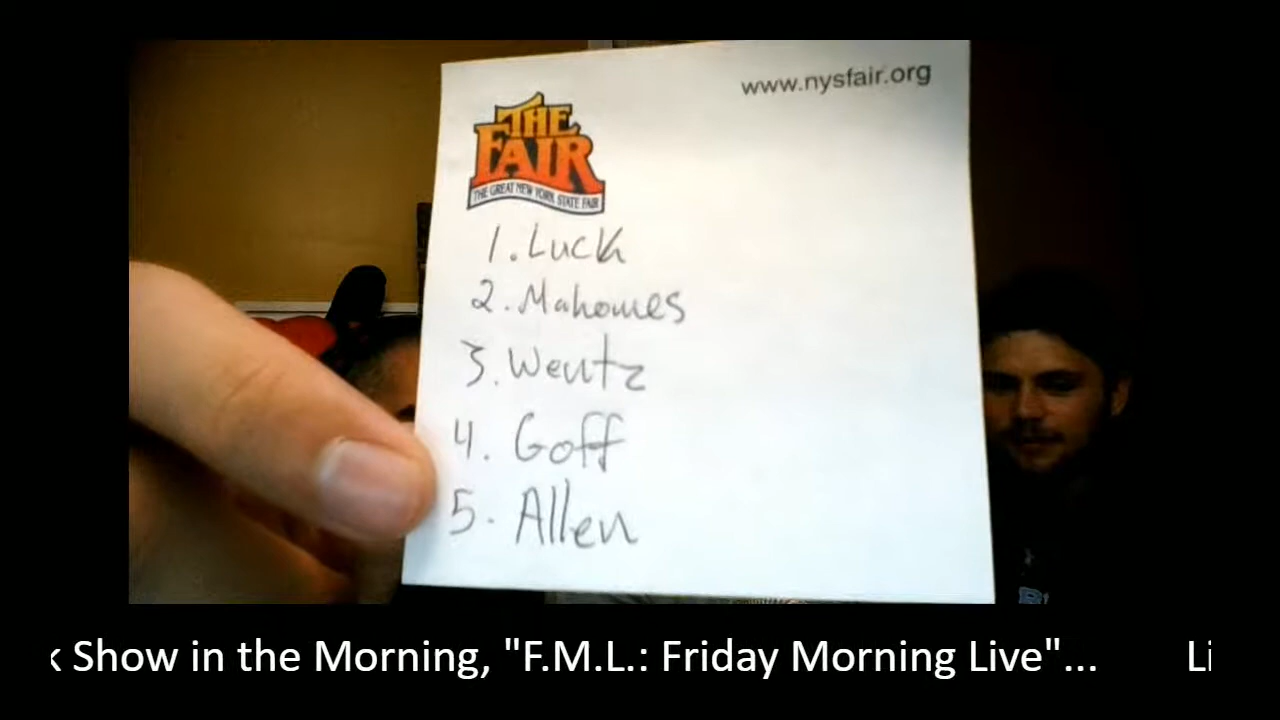 www.nysfair.org
THE
FAIR
THE GREAT NEW YORK STATE FAIR
1. Luck
2. Mahomes
3. Wentz
4. Goff
5. Allen
k Show in the Morning, "F.M.L.: Friday Morning Live"... Li